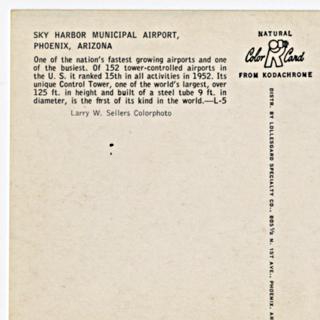 SKY HARBOR MUNICIPAL AIRPORT,
PHOENIX, ARIZONA
One of the nation's fastest growing airports and one
of the busiest. Of 152 tower-controlled airports in
the U. S. it ranked 15th in all activities in 1952. Its
unique Control Tower, one of the world's largest, over
125 ft. in height and built of a steel tube 9 ft. in
diameter, is the first of its kind in the world.—L-5
Larry W. Sellers Colorphoto
NATURAL
Color Card
FROM KODACHROME
DISTR. BY LOLLESGARD SPECIALTY CO., 805½ N. 1ST AVE., PHOENIX, AR